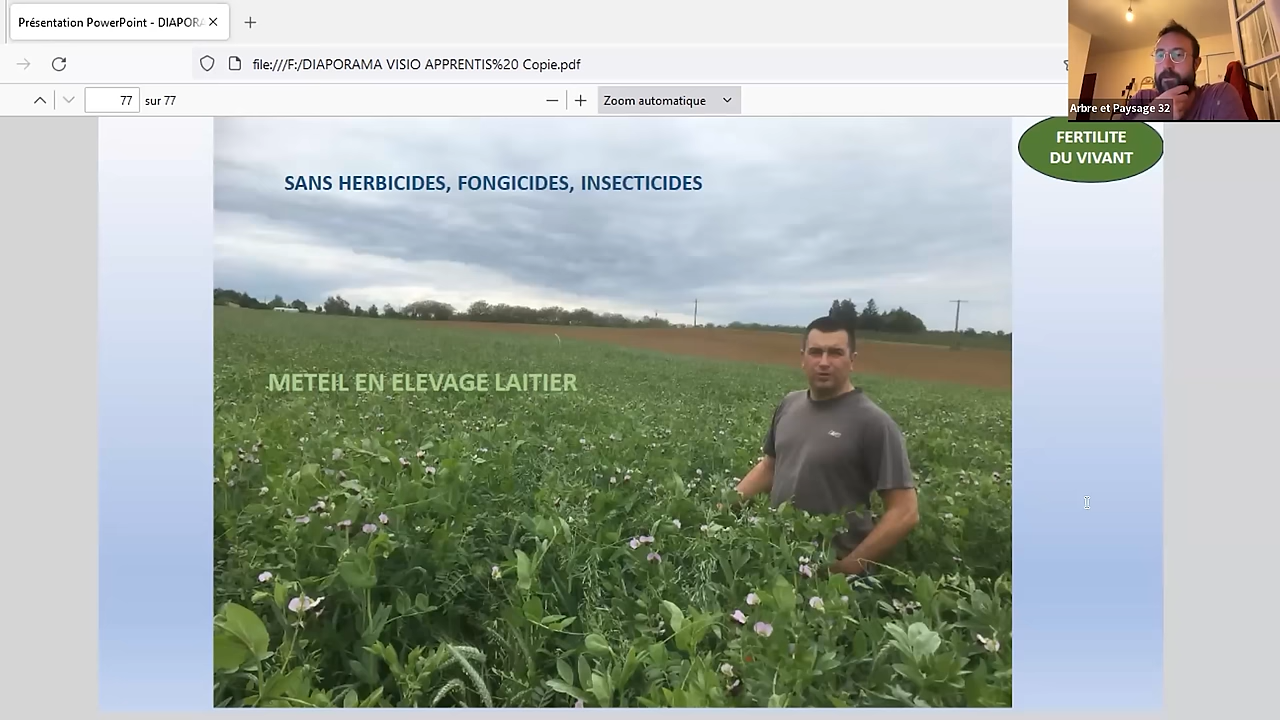 Présentation PowerPoint - DIAPORA
file:///F:/DIAPORAMA VISIO APPRENTIS%20 Copie.pdf
77 sur 77
Zoom automatique
Arbre et Paysage 32
FERTILITE
DU VIVANT
SANS HERBICIDES, FONGICIDES, INSECTICIDES
METEIL EN ELEVAGE LAITIER